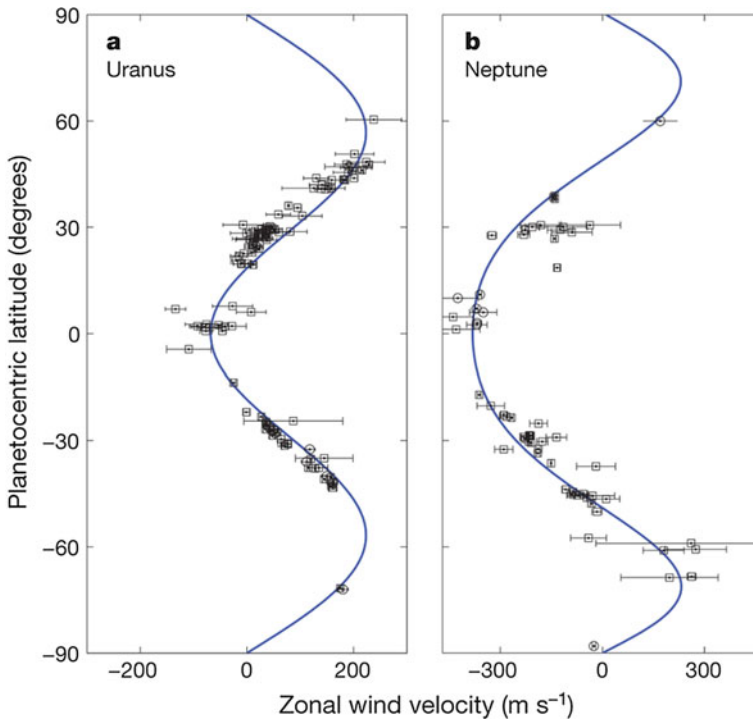 a
Uranus
b
Neptune
90
60
30
0
−30
−60
−90
Planetocentric latitude (degrees)
−200
0
200
−300
0
300
Zonal wind velocity (m s⁻¹)